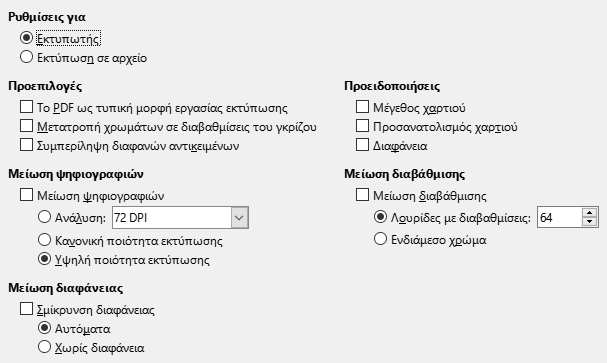 Ρυθμίσεις για
Εκτυπωτής
Εκτύπωση σε αρχείο
Προεπιλογές
Το PDF ως τυπική μορφή εργασίας εκτύπωσης
Μετατροπή χρωμάτων σε διαβαθμίσεις του γκρίζου
Συμπερίληψη διαφανών αντικειμένων
Προειδοποιήσεις
Μέγεθος χαρτιού
Προσανατολισμός χαρτιού
Διαφάνεια
Μείωση ψηφιογραφιών
Μείωση ψηφιογραφιών
Ανάλυση: 72 DPI
Κανονική ποιότητα εκτύπωσης
Υψηλή ποιότητα εκτύπωσης
Μείωση διαβάθμισης
Μείωση διαβάθμισης
Λουρίδες με διαβαθμίσεις: 64
Ενδιάμεσο χρώμα
Μείωση διαφάνειας
Σμίκρυνση διαφάνειας
Αυτόματα
Χωρίς διαφάνεια